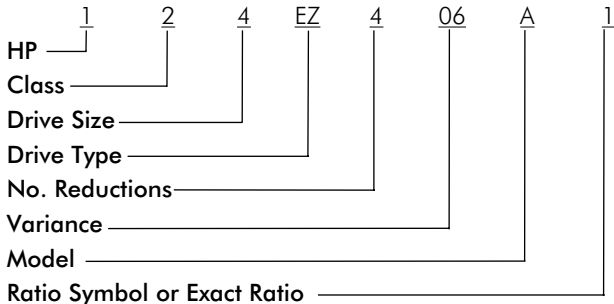 1 2 4 EZ 4 06 A 1
HP
Class
Drive Size
Drive Type
No. Reductions
Variance
Model
Ratio Symbol or Exact Ratio